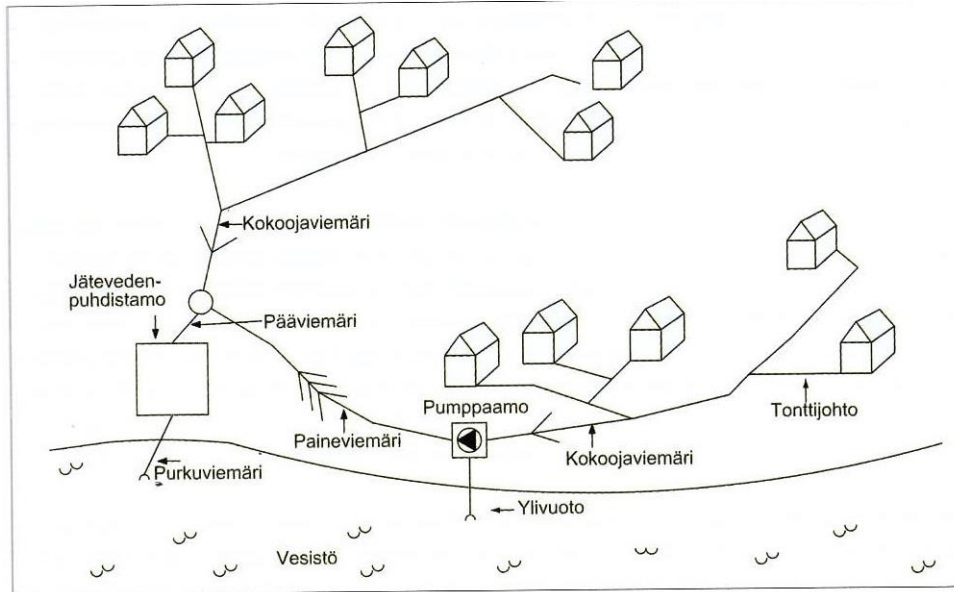 Kokoojaviemäri
Jäteveden-
puhdistamo
Pääviemäri
Pumppaamo
Tonttijohto
Paineviemäri
Kokoojaviemäri
Purkuviemäri
Ylivuoto
Vesistö